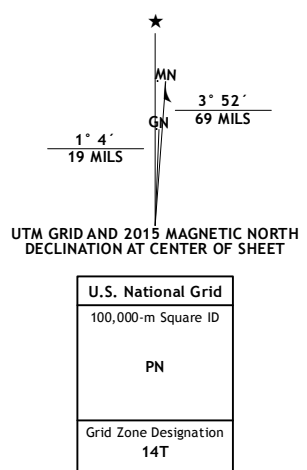 ★
MN
3° 52´
69 MILS
GN
1° 4´
19 MILS
UTM GRID AND 2015 MAGNETIC NORTH
DECLINATION AT CENTER OF SHEET
U.S. National Grid
100,000-m Square ID
PN
Grid Zone Designation
14T